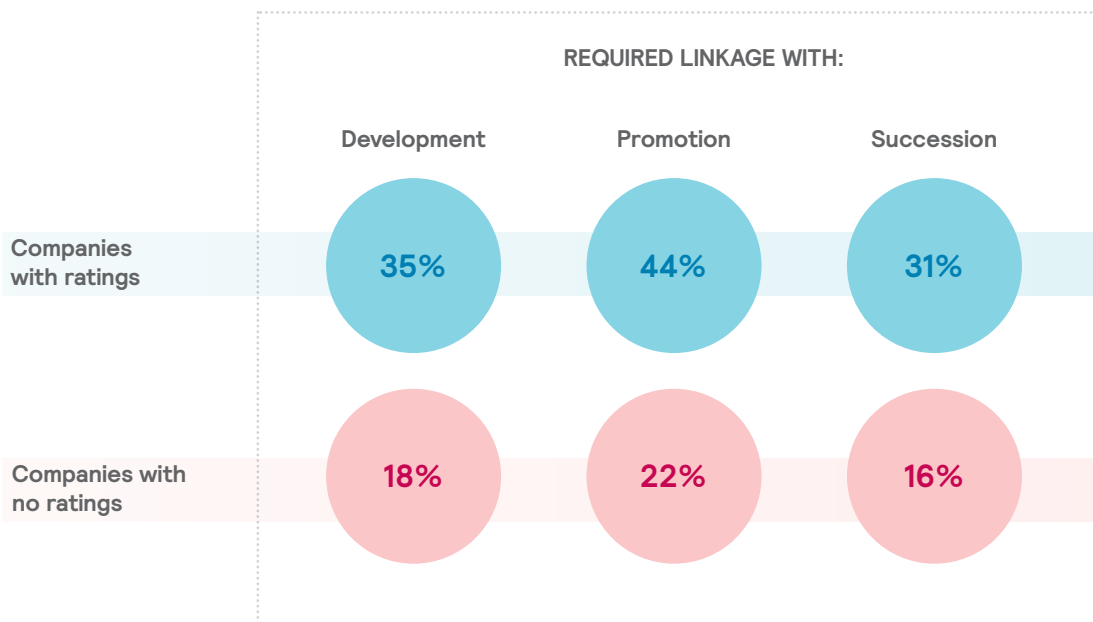 REQUIRED LINKAGE WITH:
Development Promotion Succession
Companies
with ratings
35% 44% 31%
Companies with
no ratings
18% 22% 16%